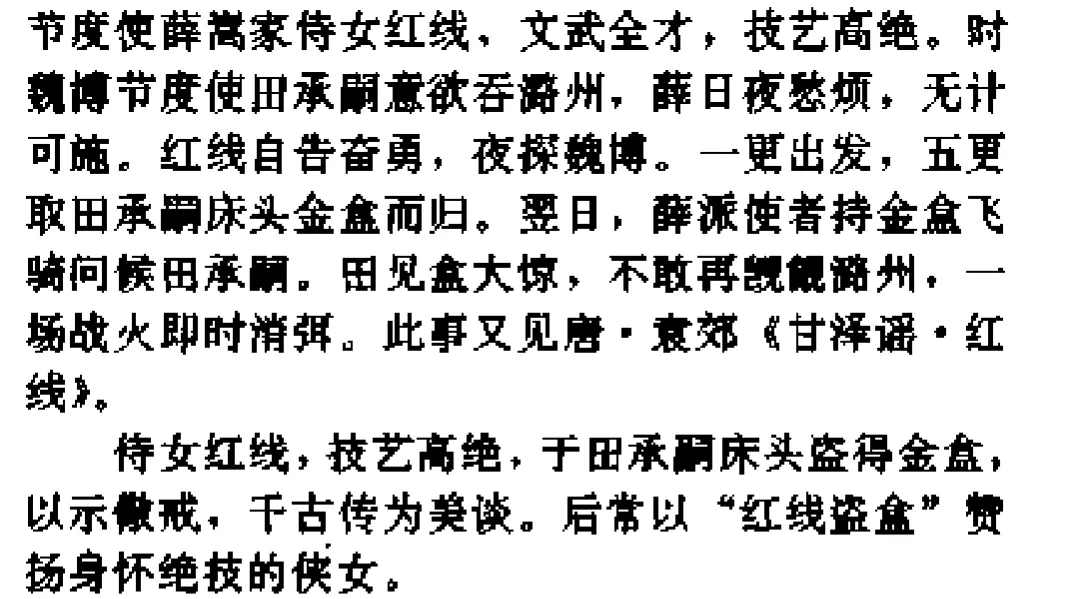 节度使薛嵩家侍女红线，文武全才，技艺高绝。时
魏博节度使田承嗣意欲吞潞州，薛日夜愁烦，无计
可施。红线自告奋勇，夜探魏博。一更出发，五更
取田承嗣床头金盒而归。翌日，薛派使者持金盒飞
骑问候田承嗣。田见盒大惊，不敢再觊觎潞州，一
场战火即时消弭。此事又见唐·袁郊《甘泽谣·红
线》。
侍女红线，技艺高绝，于田承嗣床头盗得金盒，
以示儆戒，千古传为美谈。后常以“红线盗盒”赞
扬身怀绝技的侠女。